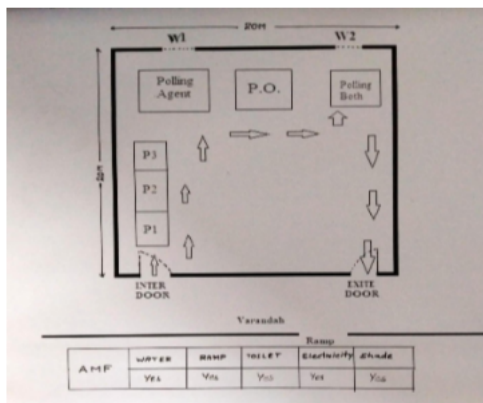 20M
W1 W2
Polling Agent
P.O.
Polling Both
P3
P2
P1
INTER DOOR
EXITE DOOR
Varandah
Ramp
AMF WATER RAMP TOILET Electricity Shade
Yes Yes Yes Yes Yes